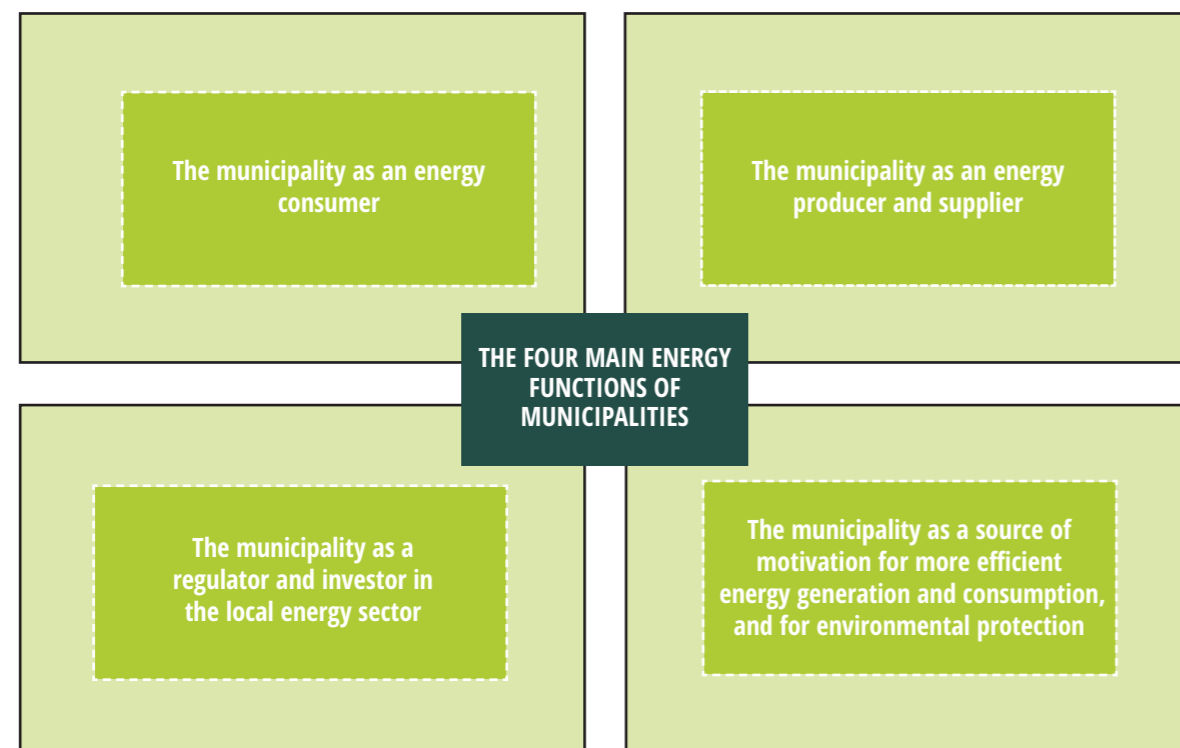 The municipality as an energy
consumer
The municipality as an energy
producer and supplier
THE FOUR MAIN ENERGY
FUNCTIONS OF
MUNICIPALITIES
The municipality as a
regulator and investor in
the local energy sector
The municipality as a source of
motivation for more efficient
energy generation and consumption,
and for environmental protection